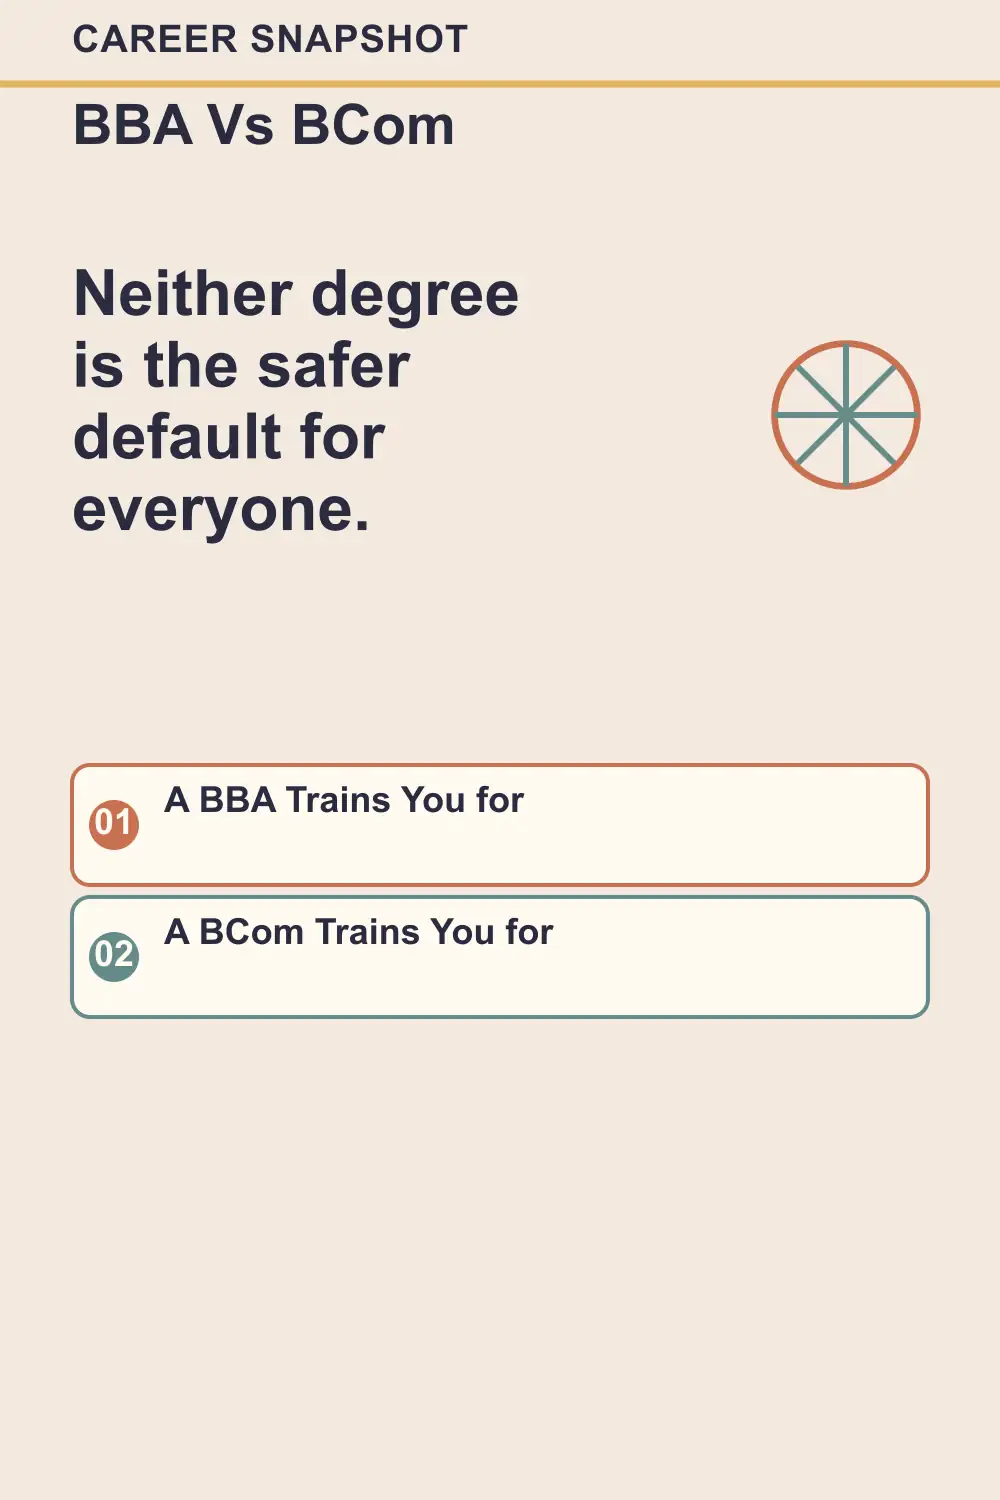 CAREER SNAPSHOT
BBA Vs BCom
Neither degree
is the safer
default for
everyone.
01
A BBA Trains You for
02
A BCom Trains You for